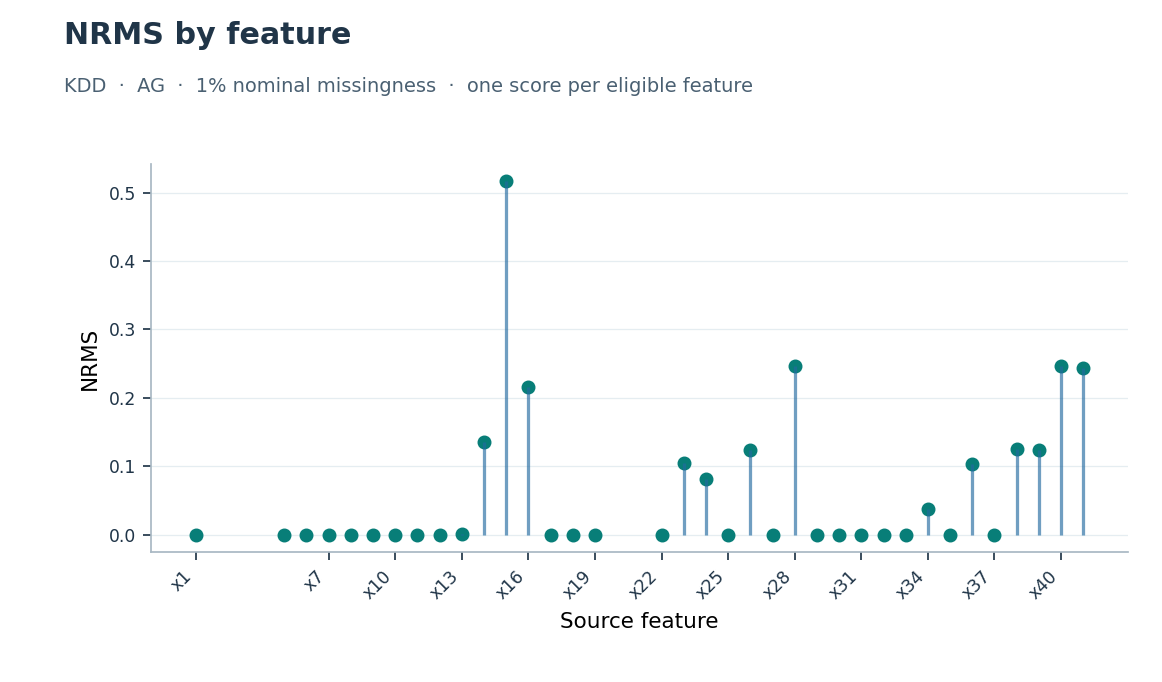 NRMS by feature
KDD · AG · 1% nominal missingness · one score per eligible feature
0.5
0.4
0.3
0.2
0.1
0.0
NRMS
x1 x7 x10 x13 x16 x19 x22 x25 x28 x31 x34 x37 x40
Source feature